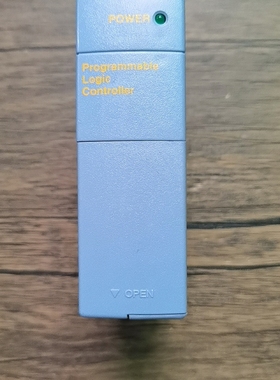 POWER
Programmable
Logic
Controller
▽ OPEN